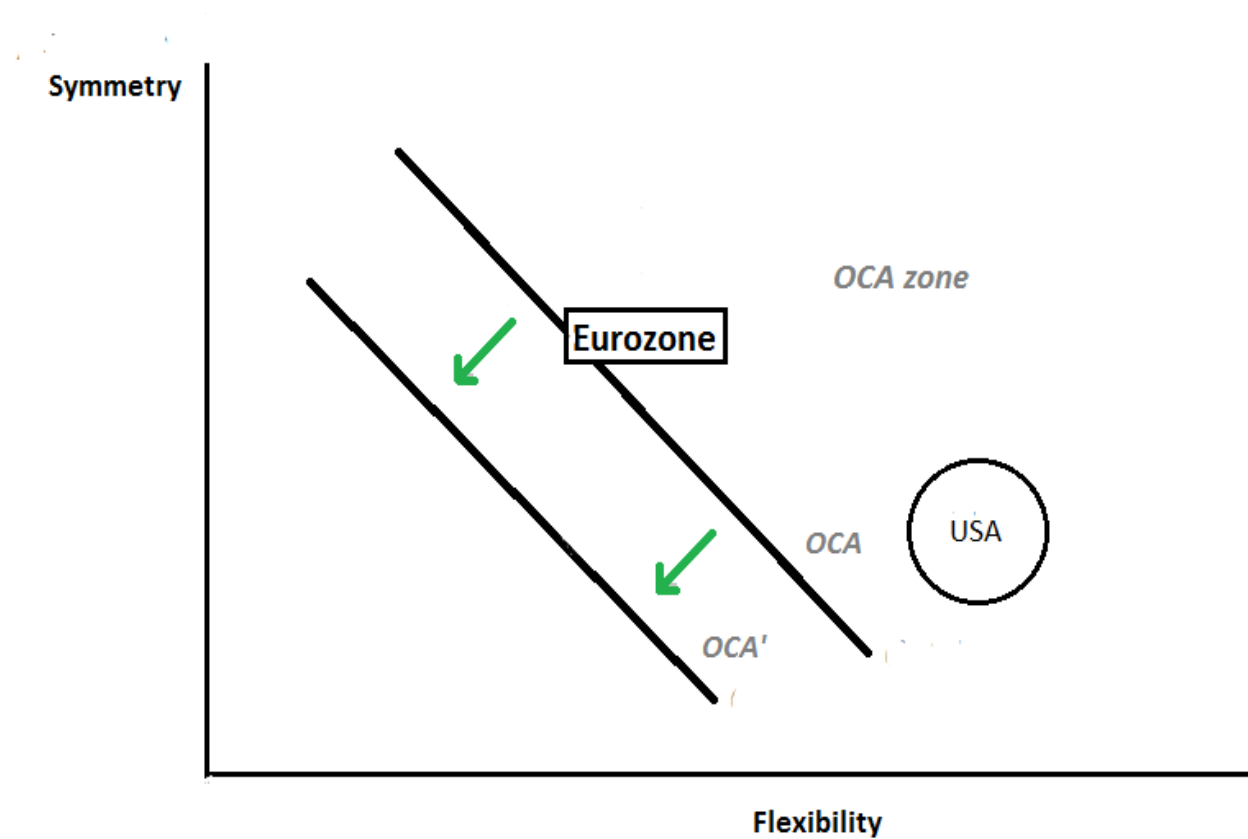 Symmetry
OCA zone
Eurozone
USA
OCA
OCA'
Flexibility